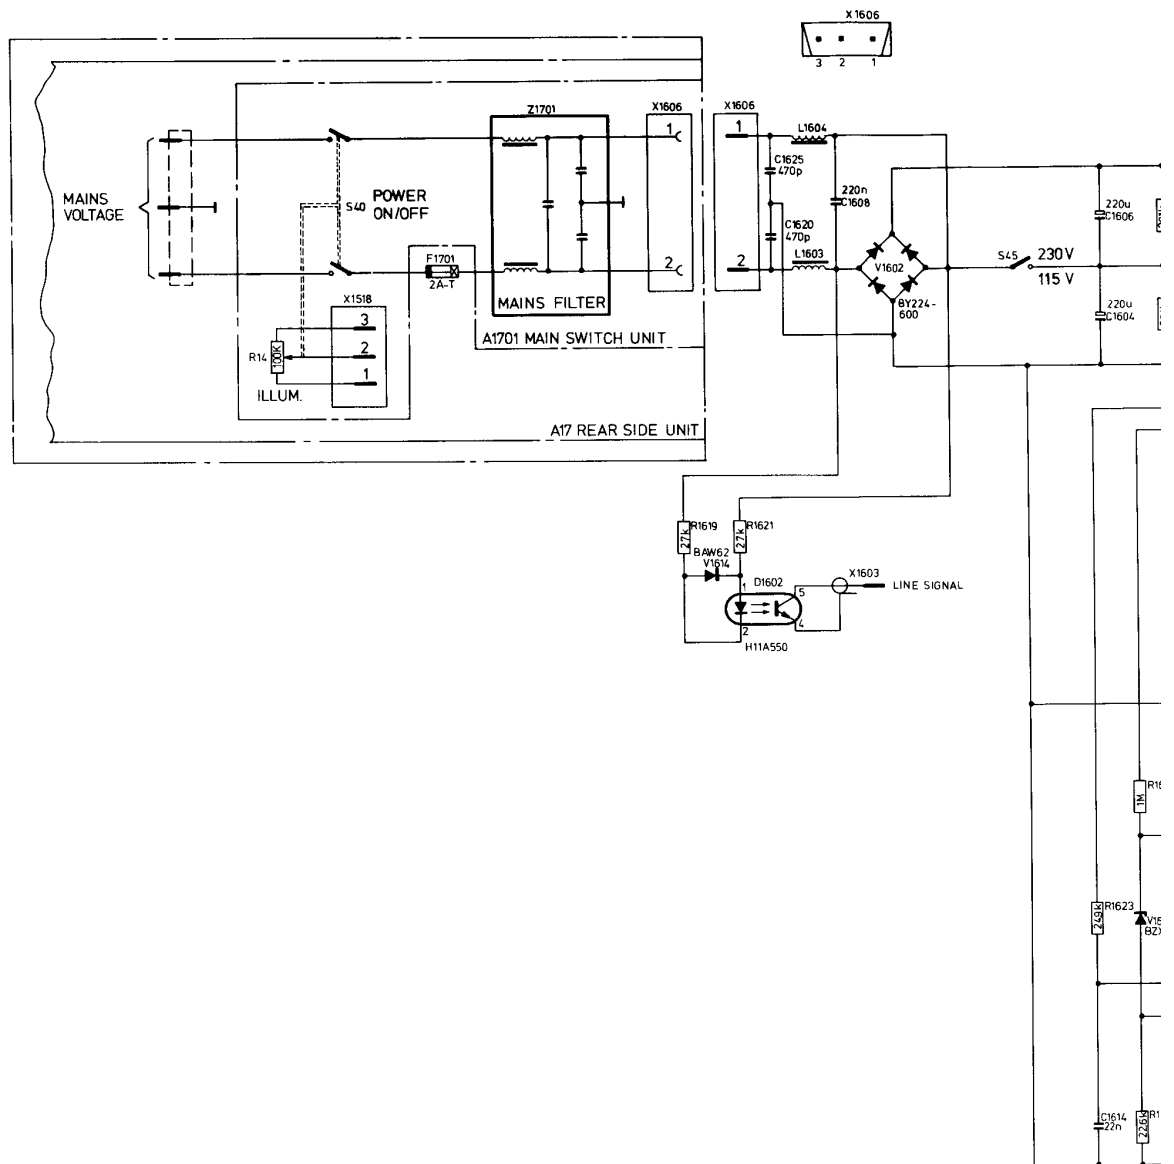 X1606
3 2 1
Z1701
X1606
X1606
1
1
L1604
C1625
470p
MAINS
VOLTAGE
POWER
ON/OFF
S40
220n
C1608
220u
C1606
C1620
470p
F1701
2A-T
2
2
L1603
V1602
S45
230V
115V
BY224-
600
220u
C1604
X1518
MAINS FILTER
3
2
1
R14
100K
ILLUM.
A1701 MAIN SWITCH UNIT
A17 REAR SIDE UNIT
R1619
27k
R1621
27k
BAW62
V1614
D1602
1
5
2
4
H11A550
X1603
LINE SIGNAL
1M
R1623
249k
C1614
22n
22,6k